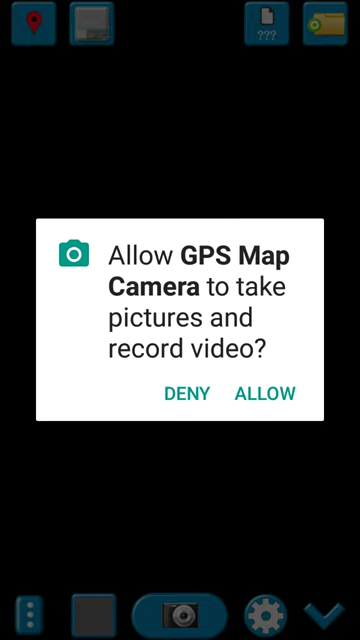 ???
Allow GPS Map
Camera to take
pictures and
record video?
DENY ALLOW